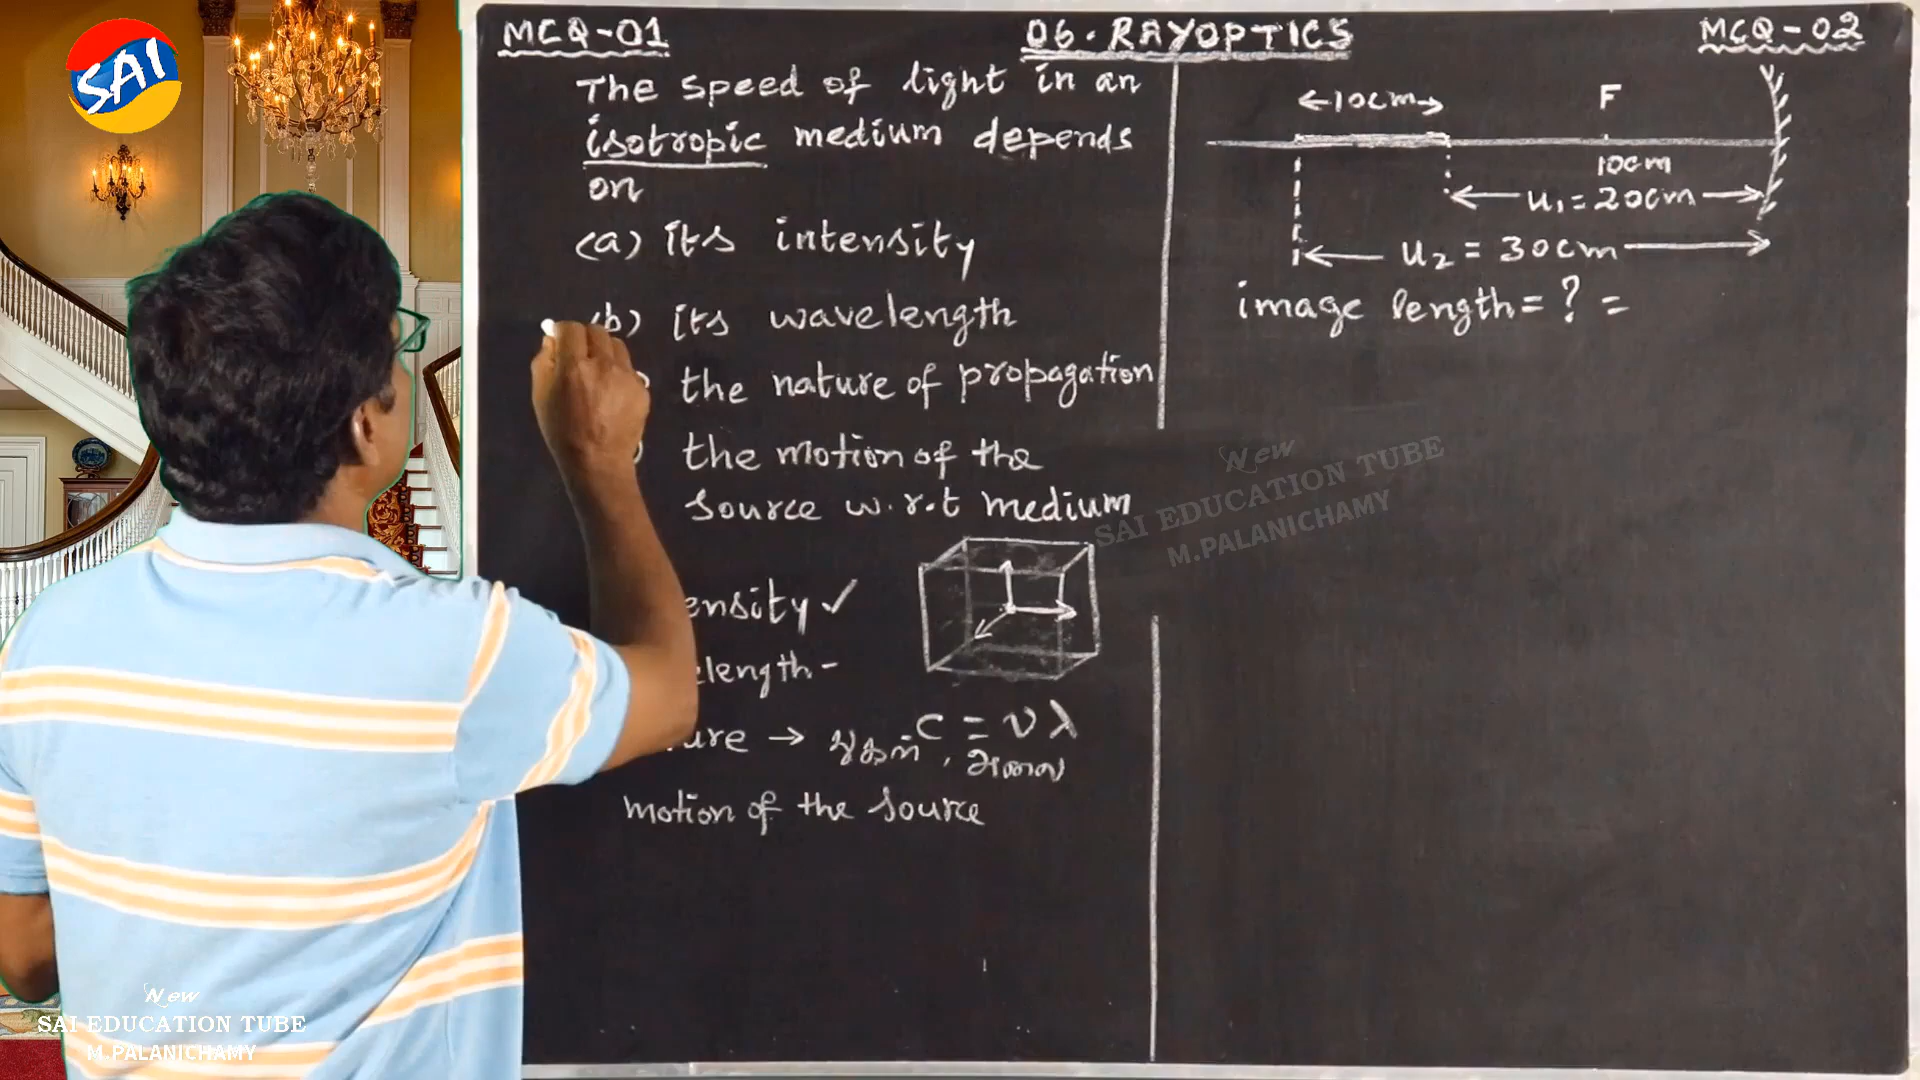 SAI
MCQ-01
06. RAYOPTICS
MCQ-02
The speed of light in an
isotropic medium depends
on
(a) its intensity
(b) its wavelength
the nature of propagation
the motion of the
source w.r.t medium
ensity ✓
elength -
ure →
C = ν λ
motion of the source
←10cm→
F
10cm
← u₁ = 20cm →
← u₂ = 30cm →
image length = ? =
New
SAI EDUCATION TUBE
M.PALANICHAMY
New
SAI EDUCATION TUBE
M.PALANICHAMY